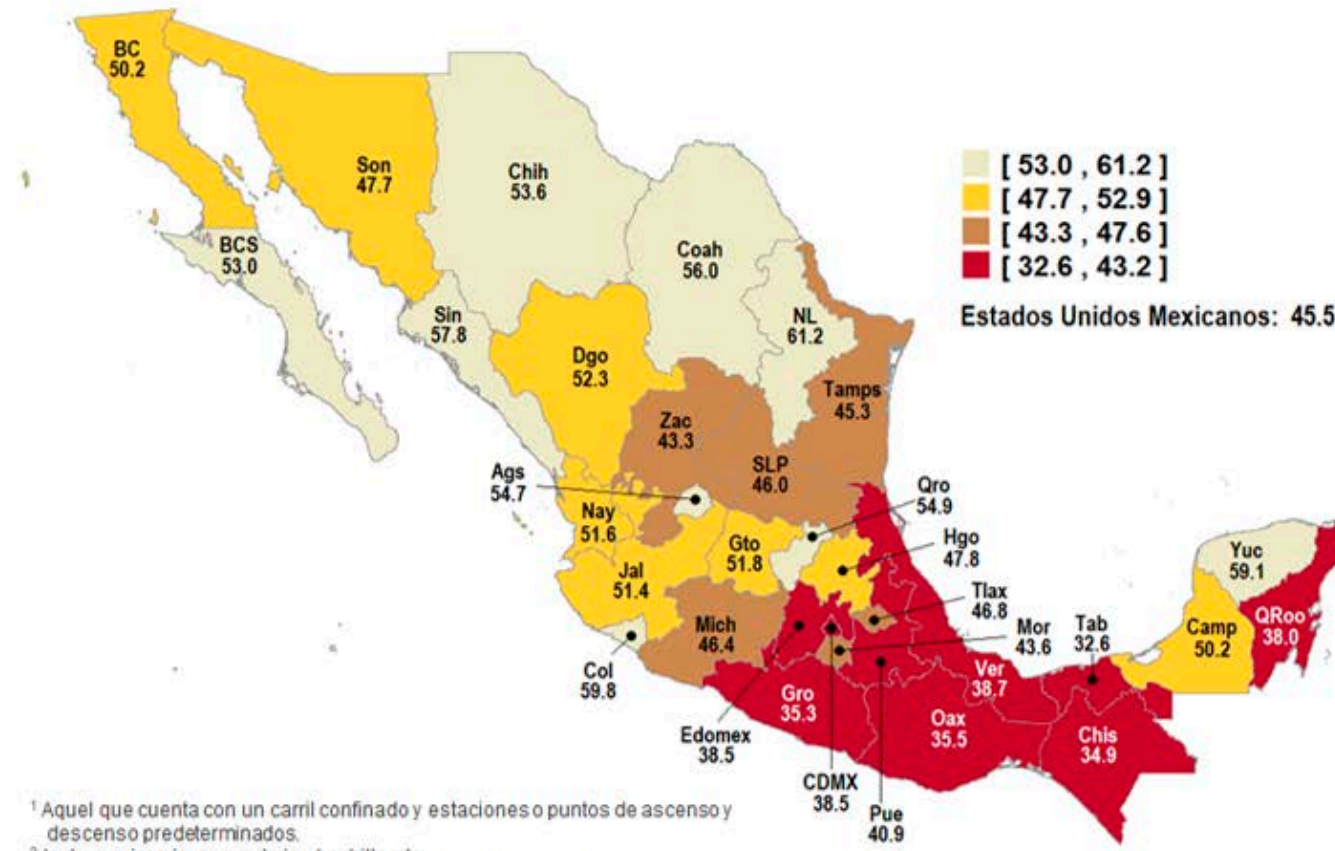 BC
50.2
Son
47.7
Chih
53.6
BCS
53.0
Coah
56.0
NL
61.2
Sin
57.8
Dgo
52.3
Tamps
45.3
Zac
43.3
SLP
46.0
Ags
54.7
Nay
51.6
Gto
51.8
Jal
51.4
Qro
54.9
Hgo
47.8
Tlax
46.8
Mor
43.6
Tab
32.6
Yuc
59.1
QRoo
38.0
Camp
50.2
Mich
46.4
Col
59.8
Gro
35.3
Ver
38.7
Oax
35.5
Chis
34.9
Edomex
38.5
CDMX
38.5
Pue
40.9
[ 53.0 , 61.2 ]
[ 47.7 , 52.9 ]
[ 43.3 , 47.6 ]
[ 32.6 , 43.2 ]
Estados Unidos Mexicanos: 45.5
¹ Aquel que cuenta con un carril confinado y estaciones o puntos de ascenso y
descenso predeterminados.